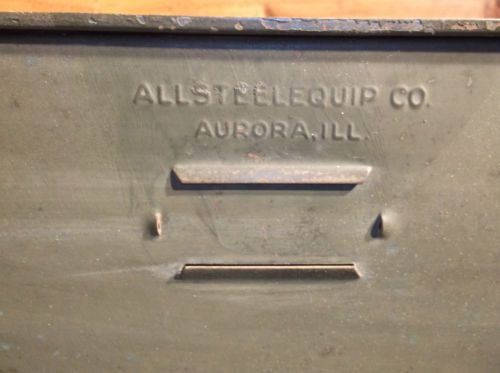 ALLSTEELEQUIP CO.
AURORA, ILL.